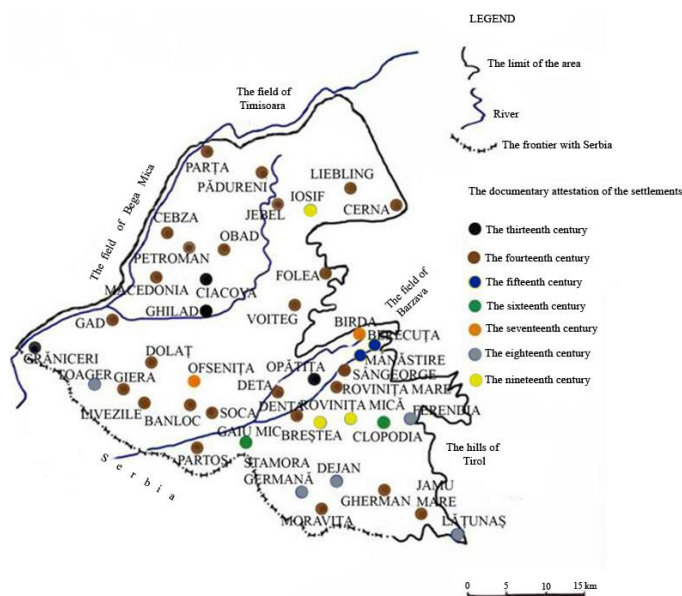 LEGEND
The limit of the area
River
The frontier with Serbia
The documentary attestation of the settlements
The thirteenth century
The fourteenth century
The fifteenth century
The sixteenth century
The seventeenth century
The eighteenth century
The nineteenth century
The field of
Timisoara
The field of Bega Mica
The field of
Barzava
The hills of
Tirol
Serbia
PARȚA
PĂDURENI
LIEBLING
IOSIF
JEBEL
CERNA
CEBZA
OBAD
PETROMAN
FOLEA
MACEDONIA
CIACOVA
GHILAD
VOITEG
GAD
BIRDA
BERECUȚA
GRĂNICERI
DOLAȚ
OPĂȚIȚA
MANĂSTIRE
TOAGER
GIERA
OFSENIȚA
SÂNGEORGE
DETA
ROVINIȚA MARE
LIVEZILE
BANLOC
SOCA
DENTA
ROVINIȚA MICĂ
FERENDIA
GAIU MIC
BREȘTEA
CLOPODIA
PARTOȘ
STAMORA
GERMANĂ
DEJAN
GHERMAN
JAMU
MARE
MORAVIȚA
LĂȚUNAȘ
0 5 10 15 km